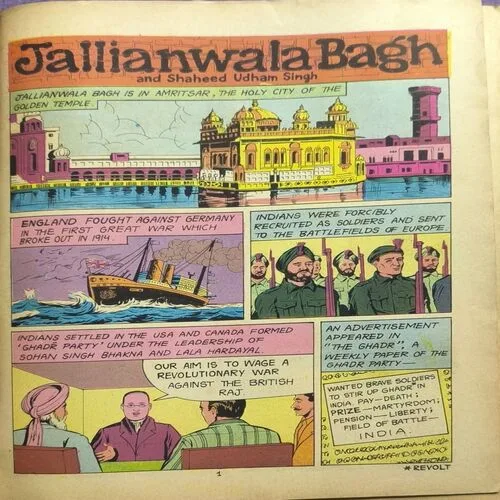 Jallianwala Bagh
and Shaheed Udham Singh
JALLIANWALA BAGH IS IN AMRITSAR, THE HOLY CITY OF THE
GOLDEN TEMPLE.
ENGLAND FOUGHT AGAINST GERMANY
IN THE FIRST GREAT WAR WHICH
BROKE OUT IN 1914.
INDIANS WERE FORCIBLY
RECRUITED AS SOLDIERS AND SENT
TO THE BATTLEFIELDS OF EUROPE.
INDIANS SETTLED IN THE USA AND CANADA FORMED
'GHADR PARTY' UNDER THE LEADERSHIP OF
SOHAN SINGH BHAKNA AND LALA HARDAYAL.
OUR AIM IS TO WAGE A
REVOLUTIONARY WAR
AGAINST THE BRITISH
RAJ.
AN ADVERTISEMENT
APPEARED IN
"THE GHADR", A
WEEKLY PAPER OF THE
GHADR PARTY —
WANTED BRAVE SOLDIERS
TO STIR UP GHADR* IN
INDIA. PAY—DEATH;
PRIZE—MARTYRDOM;
PENSION—LIBERTY;
FIELD OF BATTLE—
INDIA.
1
* REVOLT